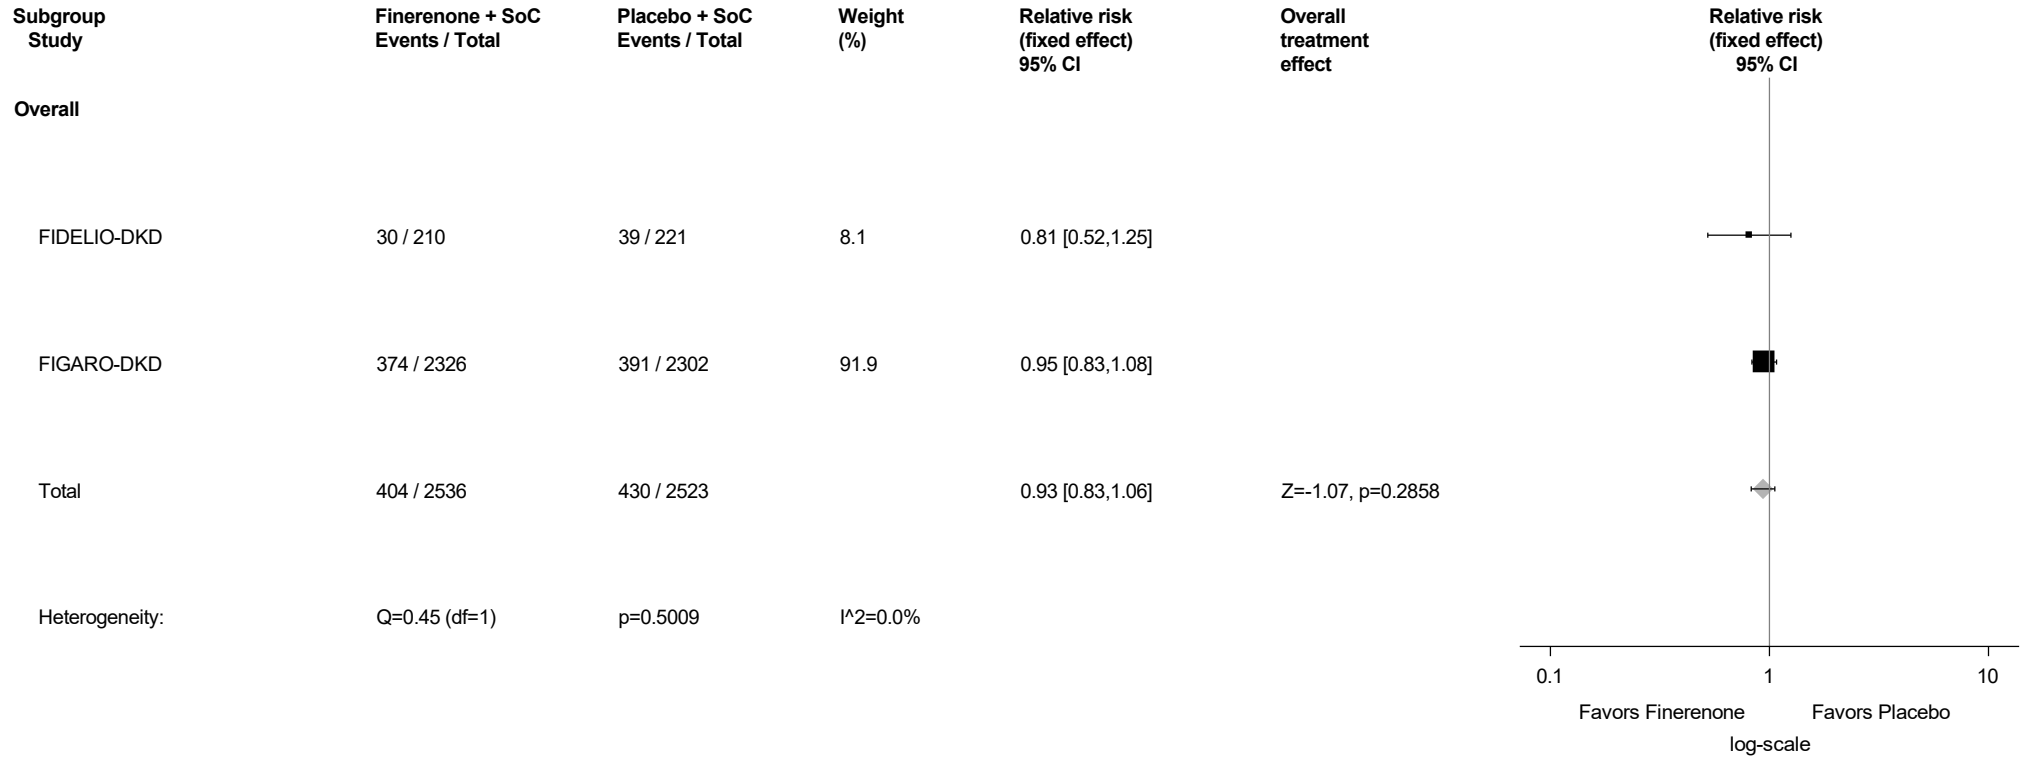 Subgroup Finerenone + SoC Placebo + SoC Weight Relative risk Overall Relative risk
Study Events / Total Events / Total (%) (fixed effect) treatment (fixed effect)
95% CI effect 95% CI
Overall
FIDELIO-DKD 30 / 210 39 / 221 8.1 0.81 [0.52,1.25]
FIGARO-DKD 374 / 2326 391 / 2302 91.9 0.95 [0.83,1.08]
Total 404 / 2536 430 / 2523 0.93 [0.83,1.06] Z=-1.07, p=0.2858
Heterogeneity: Q=0.45 (df=1) p=0.5009 I^2=0.0%
0.1 1 10
Favors Finerenone Favors Placebo
log-scale